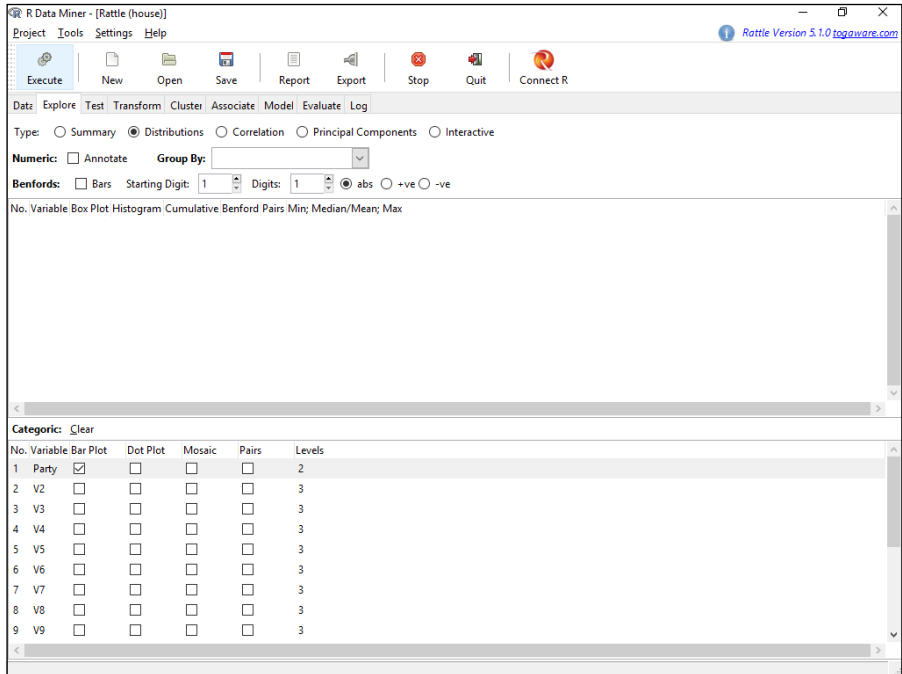 R Data Miner - [Rattle (house)]
Project Tools Settings Help Rattle Version 5.1.0 togaware.com
Execute New Open Save Report Export Stop Quit Connect R
Data Explore Test Transform Cluster Associate Model Evaluate Log
Type: Summary Distributions Correlation Principal Components Interactive
Numeric: Annotate Group By:
Benfords: Bars Starting Digit: 1 Digits: 1 abs +ve -ve
No. Variable Box Plot Histogram Cumulative Benford Pairs Min; Median/Mean; Max
Categoric: Clear
No. Variable Bar Plot Dot Plot Mosaic Pairs Levels
1 Party 2
2 V2 3
3 V3 3
4 V4 3
5 V5 3
6 V6 3
7 V7 3
8 V8 3
9 V9 3